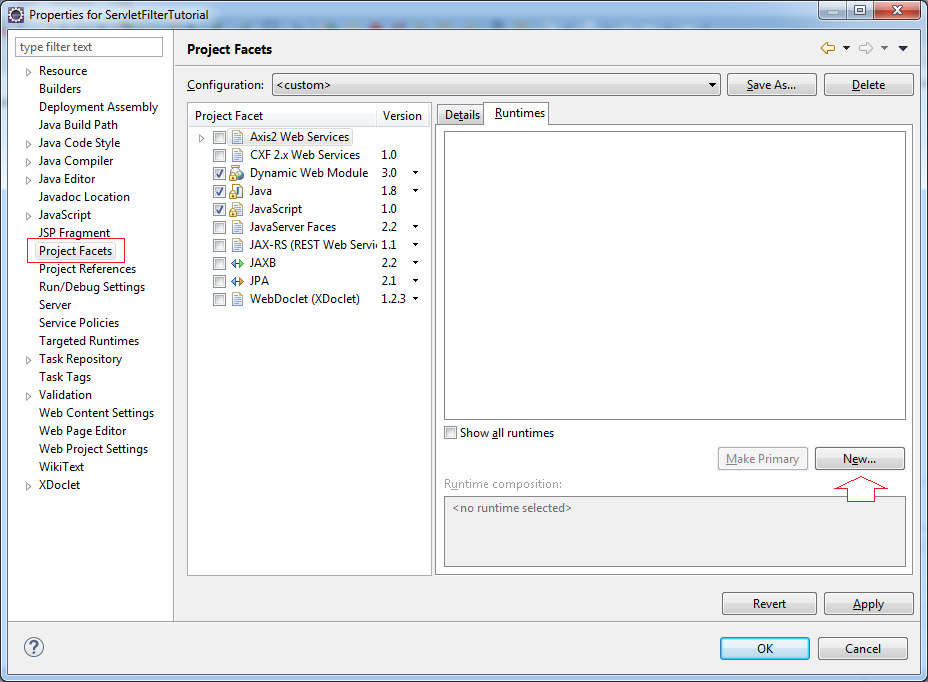 Properties for ServletFilterTutorial
type filter text
Resource
Builders
Deployment Assembly
Java Build Path
Java Code Style
Java Compiler
Java Editor
Javadoc Location
JavaScript
JSP Fragment
Project Facets
Project References
Run/Debug Settings
Server
Service Policies
Targeted Runtimes
Task Repository
Task Tags
Validation
Web Content Settings
Web Page Editor
Web Project Settings
WikiText
XDoclet
Project Facets
Configuration: <custom> Save As... Delete
Project Facet Version
Axis2 Web Services
CXF 2.x Web Services 1.0
Dynamic Web Module 3.0
Java 1.8
JavaScript 1.0
JavaServer Faces 2.2
JAX-RS (REST Web Servic 1.1
JAXB 2.2
JPA 2.1
WebDoclet (XDoclet) 1.2.3
Details Runtimes
Show all runtimes
Make Primary New...
Runtime composition:
<no runtime selected>
Revert Apply
? OK Cancel